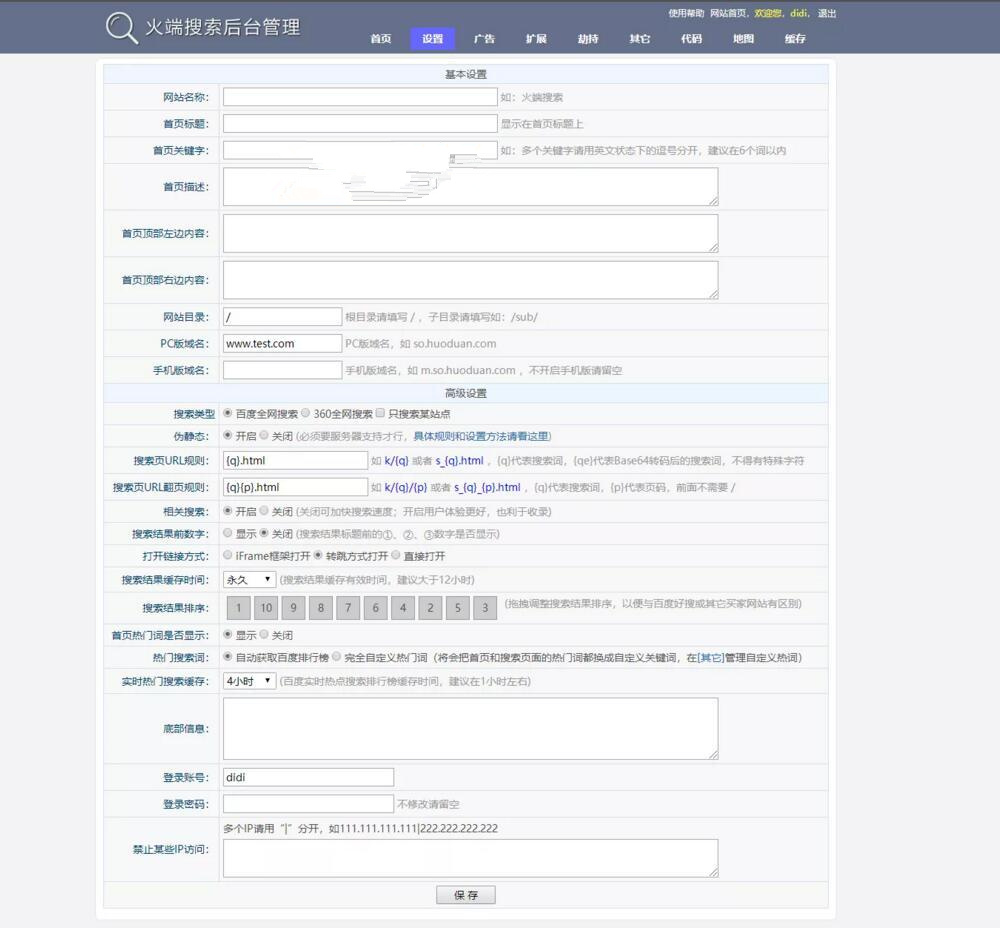 火端搜索后台管理
使用帮助 网站首页, 欢迎您, didi, 退出
首页 设置 广告 扩展 劫持 其它 代码 地图 缓存
基本设置
网站名称: 如：火端搜索
首页标题: 显示在首页标题上
首页关键字: 如：多个关键字请用英文状态下的逗号分开，建议在6个词以内
首页描述:
首页顶部左边内容:
首页顶部右边内容:
网站目录: / 根目录请填写 / ，子目录请填写如：/sub/
PC版域名: www.test.com PC版域名，如 so.huoduan.com
手机版域名: 手机版域名，如 m.so.huoduan.com ，不开启手机版请留空
高级设置
搜索类型 百度全网搜索 360全网搜索 只搜索某站点
伪静态: 开启 关闭 (必须要服务器支持才行，具体规则和设置方法请看这里)
搜索页URL规则: {q}.html 如 k/{q} 或者 s_{q}.html ，{q}代表搜索词，{qe}代表Base64转码后的搜索词，不得有特殊字符
搜索页URL翻页规则: {q}{p}.html 如 k/{q}/{p} 或者 s_{q}_{p}.html ，{q}代表搜索词，{p}代表页码，前面不需要 /
相关搜索: 开启 关闭 (关闭可加快搜索速度；开启用户体验更好，也利于收录)
搜索结果前数字: 显示 关闭 (搜索结果标题前的①、②、③数字是否显示)
打开链接方式: iFrame框架打开 转跳方式打开 直接打开
搜索结果缓存时间: 永久 (搜索结果缓存有效时间，建议大于12小时)
搜索结果排序: 1 10 9 8 7 6 4 2 5 3 (拖拽调整搜索结果排序，以便与百度好搜或其它买家网站有区别)
首页热门词是否显示: 显示 关闭
热门搜索词: 自动获取百度排行榜 完全自定义热门词（将会把首页和搜索页面的热门词都换成自定义关键词，在[其它]管理自定义热词）
实时热门搜索缓存: 4小时 (百度实时热点搜索排行榜缓存时间，建议在1小时左右)
底部信息:
登录账号: didi
登录密码: 不修改请留空
多个IP请用“|”分开，如111.111.111.111|222.222.222.222
禁止某些IP访问:
保 存